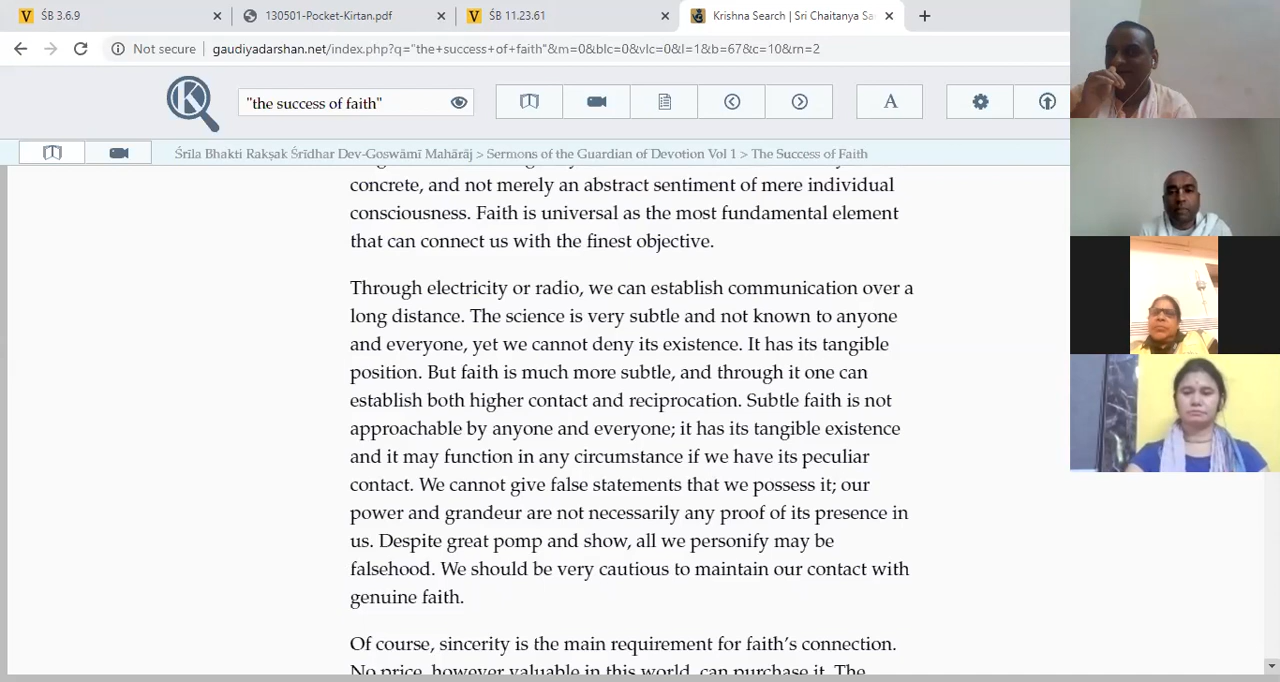 ŚB 3.6.9
130501-Pocket-Kirtan.pdf
ŚB 11.23.61
Krishna Search | Sri Chaitanya Sa
Not secure | gaudiyadarshan.net/index.php?q="the+success+of+faith"&m=0&blc=0&vlc=0&l=1&b=67&c=10&rn=2
"the success of faith"
A
Śrīla Bhakti Rakṣak Śrīdhar Dev-Goswāmī Mahārāj > Sermons of the Guardian of Devotion Vol 1 > The Success of Faith
concrete, and not merely an abstract sentiment of mere individual
consciousness. Faith is universal as the most fundamental element
that can connect us with the finest objective.
Through electricity or radio, we can establish communication over a
long distance. The science is very subtle and not known to anyone
and everyone, yet we cannot deny its existence. It has its tangible
position. But faith is much more subtle, and through it one can
establish both higher contact and reciprocation. Subtle faith is not
approachable by anyone and everyone; it has its tangible existence
and it may function in any circumstance if we have its peculiar
contact. We cannot give false statements that we possess it; our
power and grandeur are not necessarily any proof of its presence in
us. Despite great pomp and show, all we personify may be
falsehood. We should be very cautious to maintain our contact with
genuine faith.
Of course, sincerity is the main requirement for faith's connection.
No price, however valuable in this world, can purchase it. The